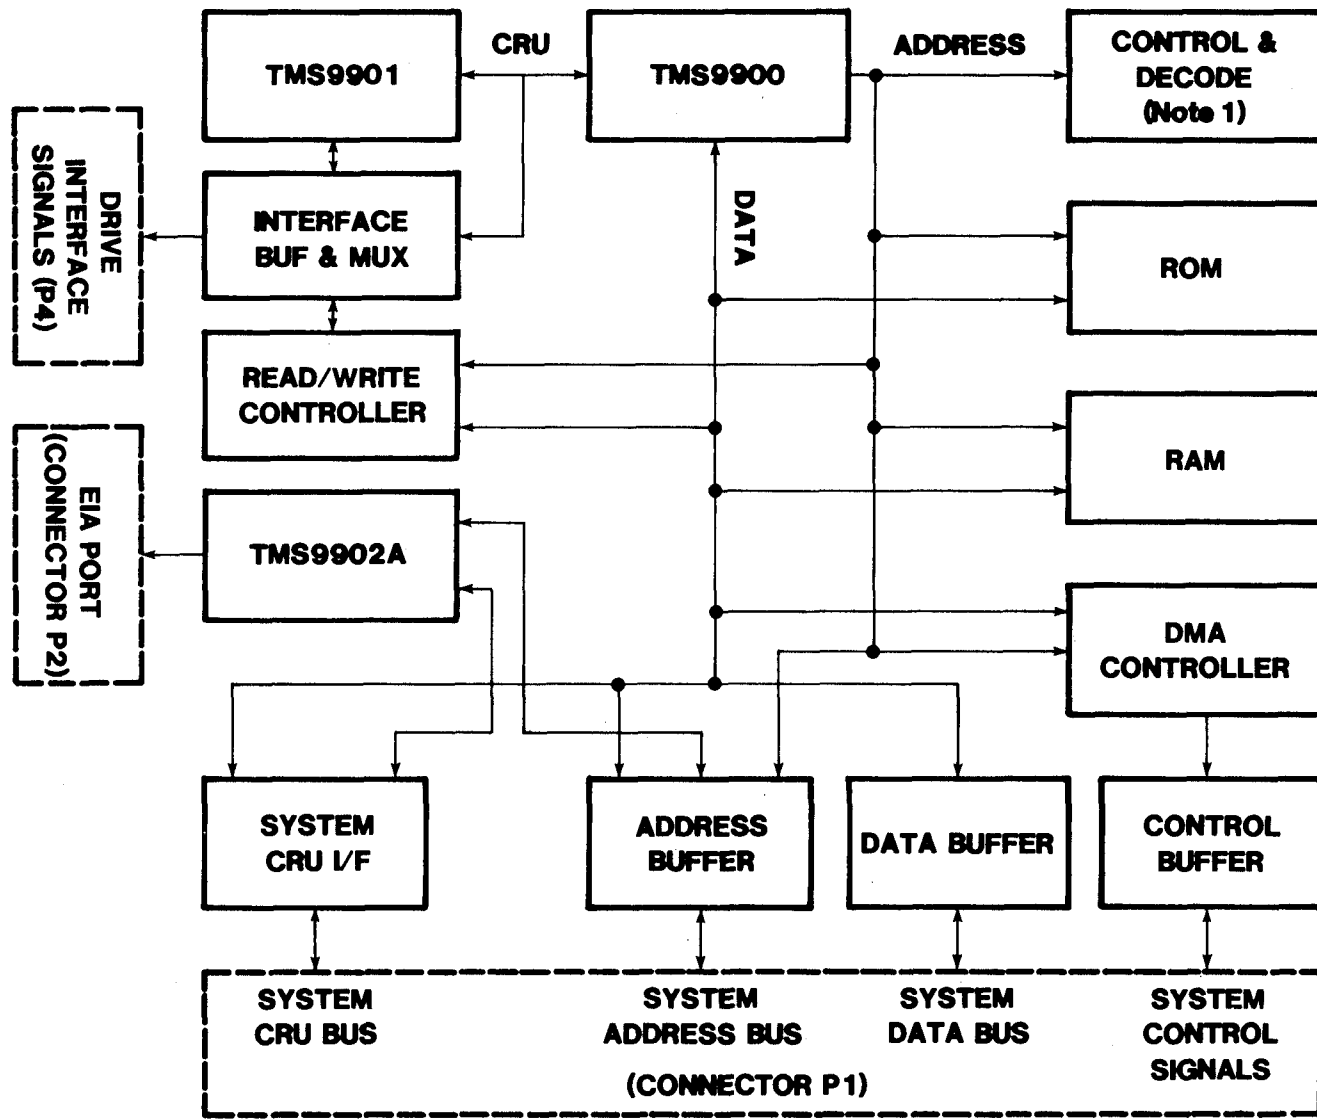 TMS9901
CRU
TMS9900
ADDRESS
CONTROL &
DECODE
(Note 1)
DRIVE
INTERFACE
SIGNALS (P4)
INTERFACE
BUF & MUX
DATA
ROM
READ/WRITE
CONTROLLER
RAM
EIA PORT
(CONNECTOR P2)
TMS9902A
DMA
CONTROLLER
SYSTEM
CRU I/F
ADDRESS
BUFFER
DATA BUFFER
CONTROL
BUFFER
SYSTEM
CRU BUS
SYSTEM
ADDRESS BUS
SYSTEM
DATA BUS
SYSTEM
CONTROL
SIGNALS
(CONNECTOR P1)